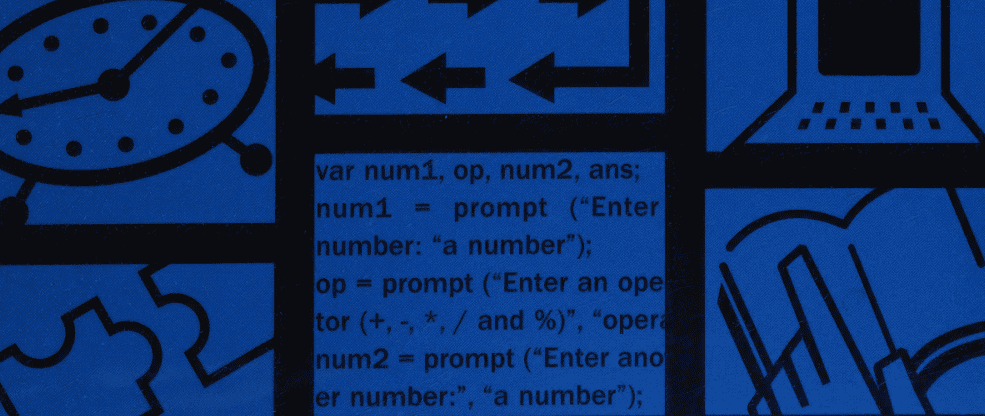 var num1, op, num2, ans;
num1 = prompt (“Enter
number: “a number”);
op = prompt (“Enter an ope
tor (+, -, *, / and %)”, “opera
num2 = prompt (“Enter ano
er number:”, “a number”);